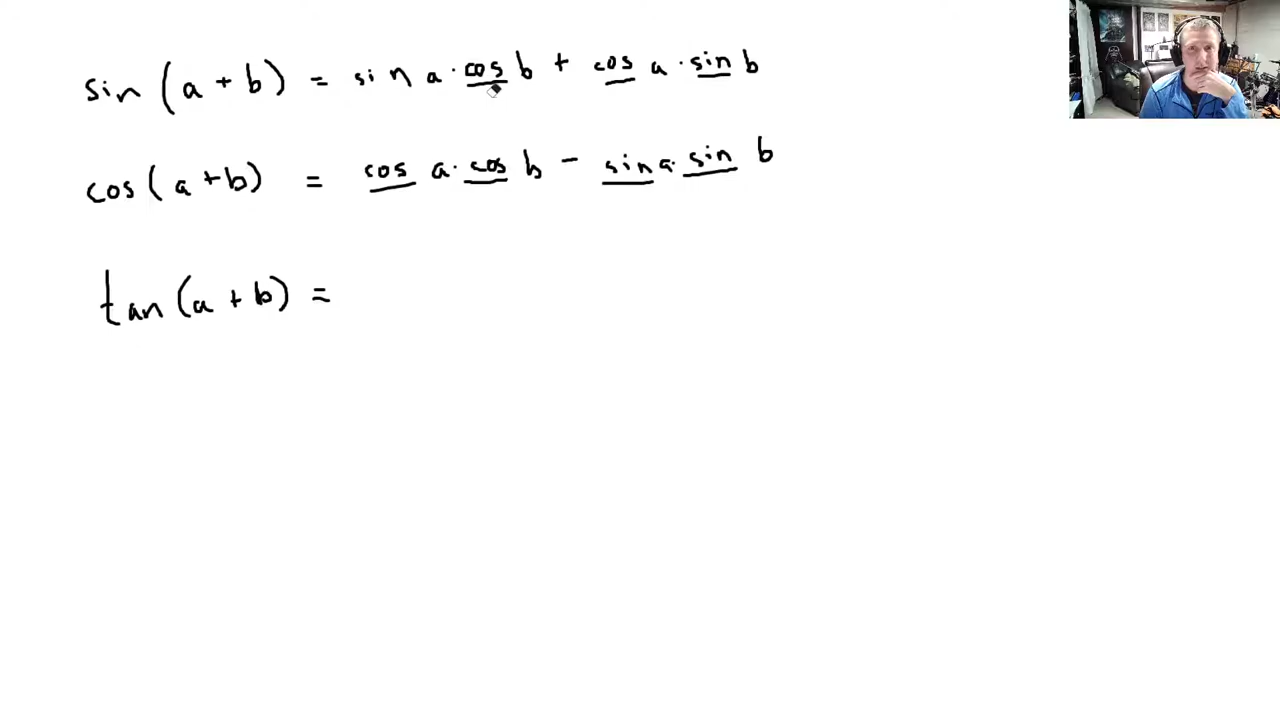 sin (a + b) = sin a · cos b + cos a · sin b
cos (a + b) = cos a · cos b - sin a · sin b
tan (a + b) =